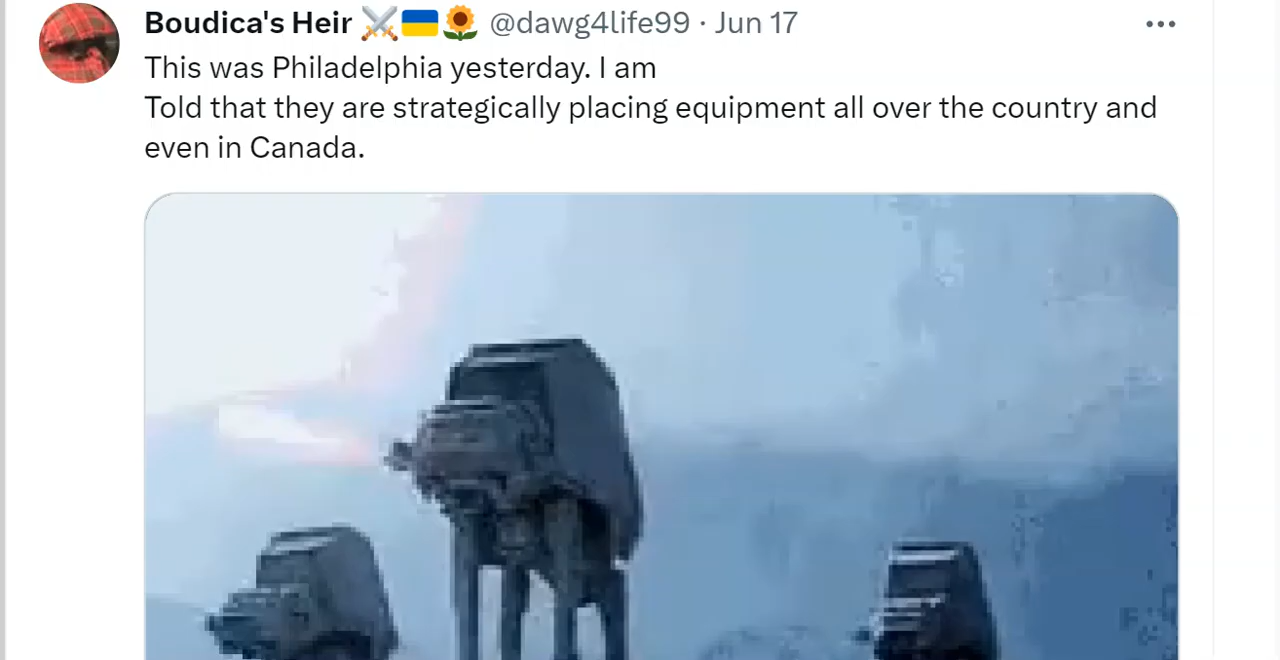 Boudica's Heir ⚔️🇺🇦🌻 @dawg4life99 · Jun 17
This was Philadelphia yesterday. I am
Told that they are strategically placing equipment all over the country and
even in Canada.